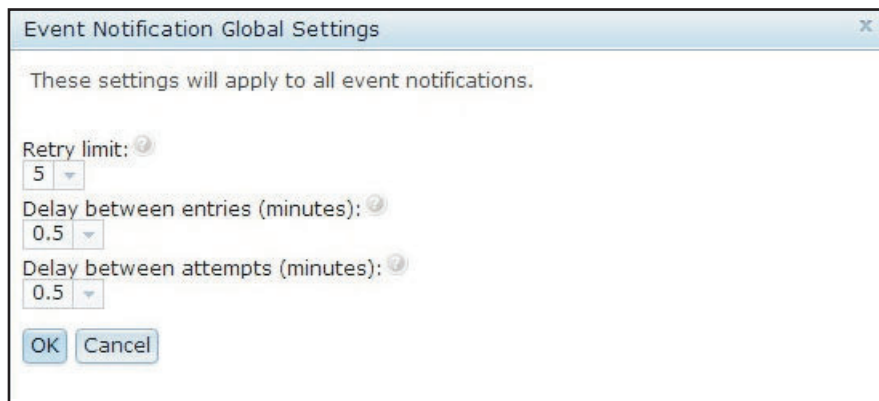 Event Notification Global Settings x
These settings will apply to all event notifications.
Retry limit: ?
5
Delay between entries (minutes): ?
0.5
Delay between attempts (minutes): ?
0.5
OK Cancel